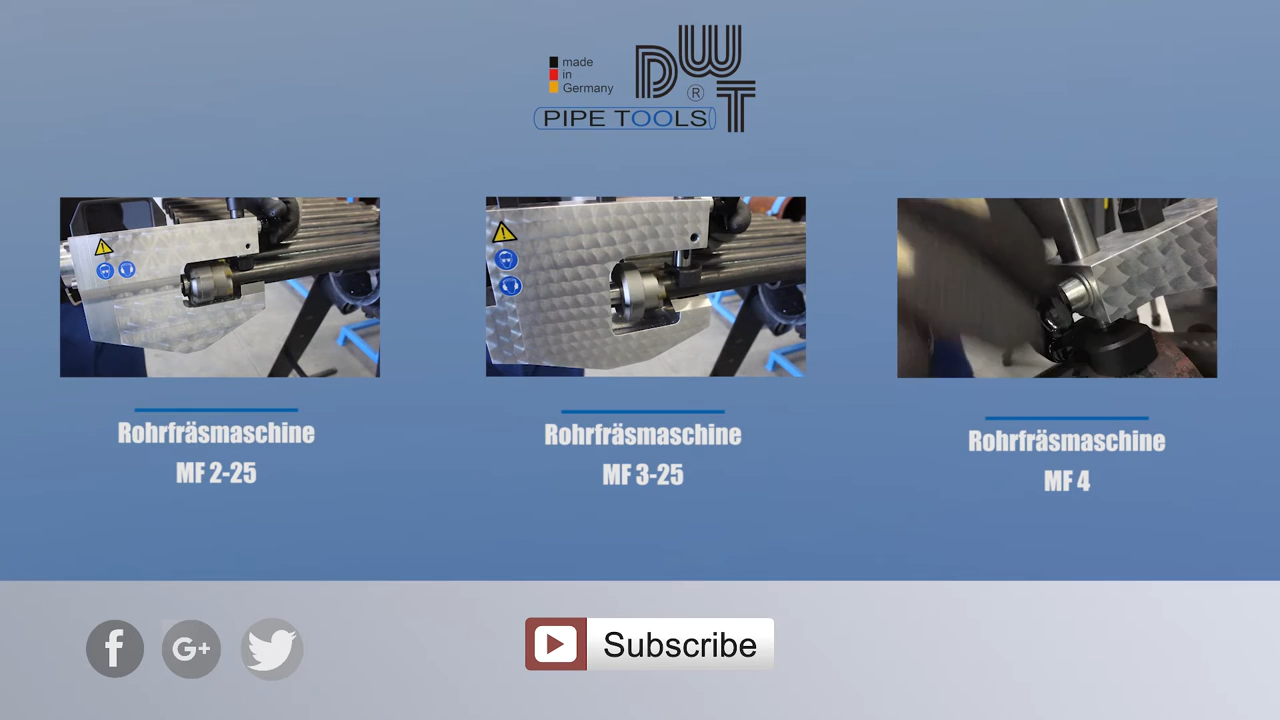 made
in
Germany
DWT
®
PIPE TOOLS
Rohrfräsmaschine
MF 2-25
Rohrfräsmaschine
MF 3-25
Rohrfräsmaschine
MF 4
f
G+
Subscribe